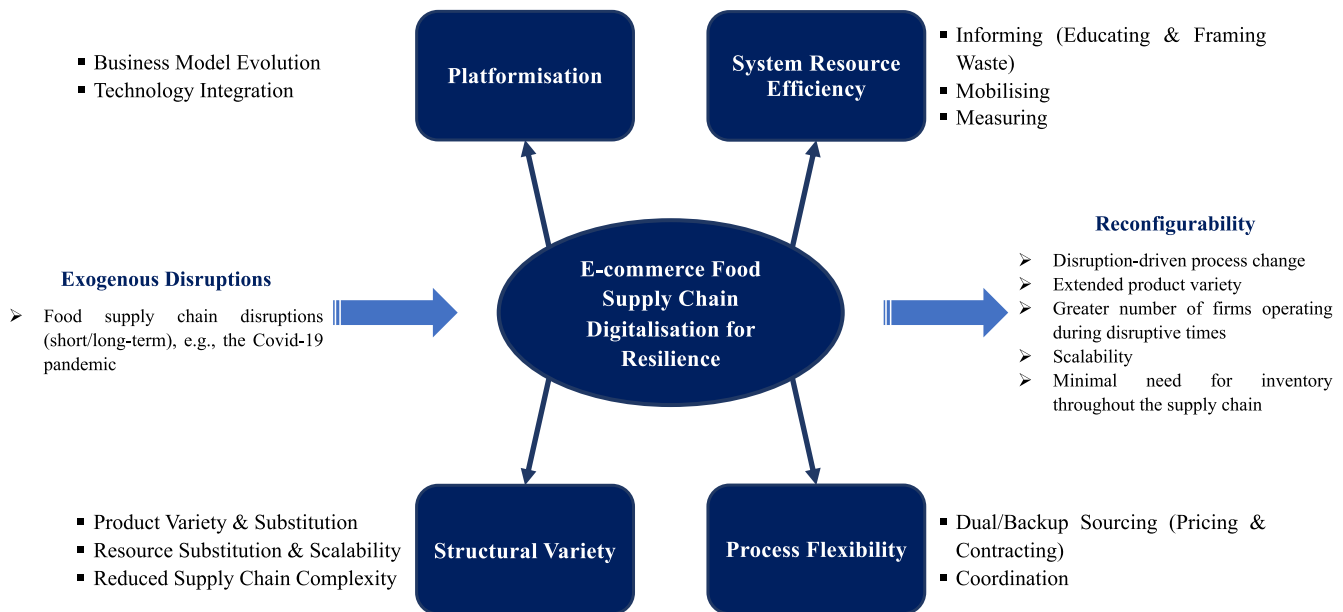 Business Model Evolution
Technology Integration
Platformisation
System Resource
Efficiency
Informing (Educating & Framing
Waste)
Mobilising
Measuring
Exogenous Disruptions
Food supply chain disruptions
(short/long-term), e.g., the Covid-19
pandemic
E-commerce Food
Supply Chain
Digitalisation for
Resilience
Reconfigurability
Disruption-driven process change
Extended product variety
Greater number of firms operating
during disruptive times
Scalability
Minimal need for inventory
throughout the supply chain
Product Variety & Substitution
Resource Substitution & Scalability
Reduced Supply Chain Complexity
Structural Variety
Process Flexibility
Dual/Backup Sourcing (Pricing &
Contracting)
Coordination